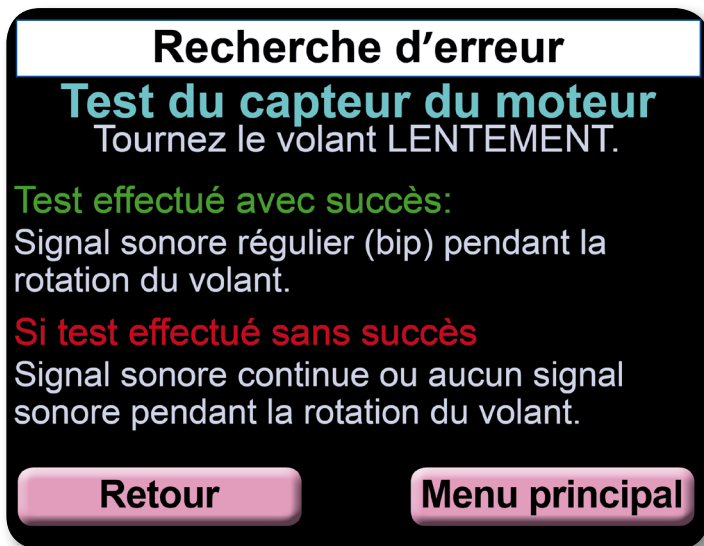 Recherche d'erreur
Test du capteur du moteur
Tournez le volant LENTEMENT.
Test effectué avec succès:
Signal sonore régulier (bip) pendant la
rotation du volant.
Si test effectué sans succès
Signal sonore continue ou aucun signal
sonore pendant la rotation du volant.
Retour
Menu principal